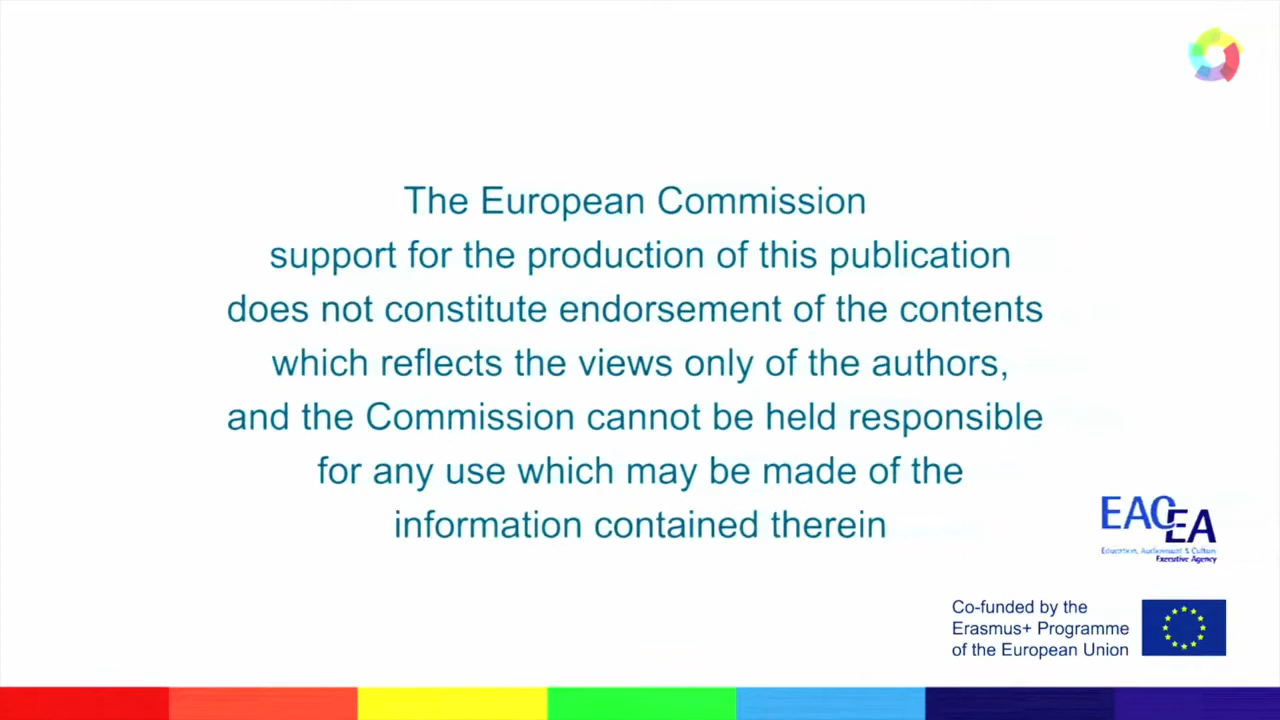 The European Commission
support for the production of this publication
does not constitute endorsement of the contents
which reflects the views only of the authors,
and the Commission cannot be held responsible
for any use which may be made of the
information contained therein
EACEA
Education, Audiovisual & Culture
Executive Agency
Co-funded by the
Erasmus+ Programme
of the European Union